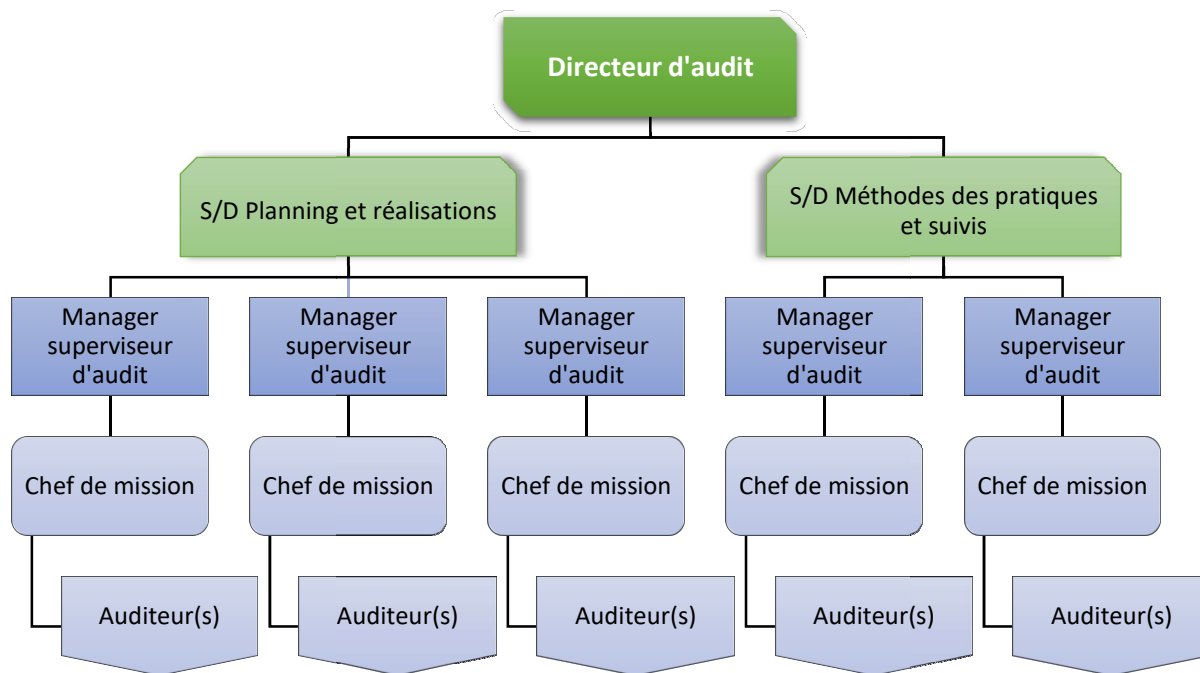 Directeur d'audit
S/D Planning et réalisations
S/D Méthodes des pratiques
et suivis
Manager
superviseur
d'audit
Manager
superviseur
d'audit
Manager
superviseur
d'audit
Manager
superviseur
d'audit
Manager
superviseur
d'audit
Chef de mission
Chef de mission
Chef de mission
Chef de mission
Chef de mission
Auditeur(s)
Auditeur(s)
Auditeur(s)
Auditeur(s)
Auditeur(s)